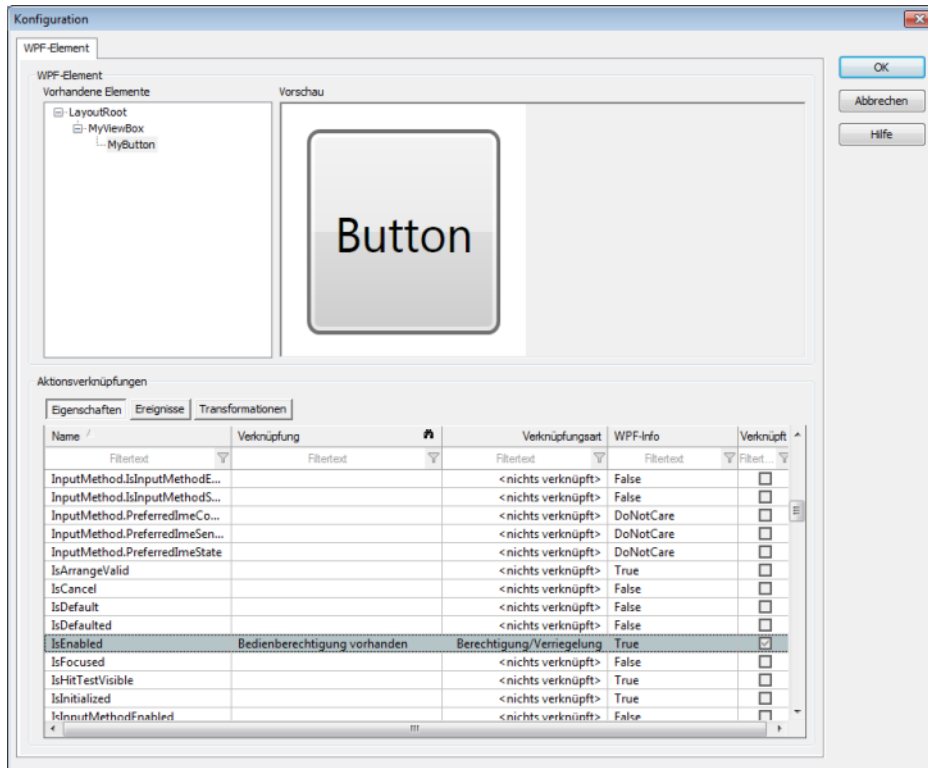 Konfiguration
WPF-Element
WPF-Element
Vorhandene Elemente Vorschau
LayoutRoot
MyViewBox
MyButton
Button
OK
Abbrechen
Hilfe
Aktionsverknüpfungen
Eigenschaften Ereignisse Transformationen
Name Verknüpfung Verknüpfungsart WPF-Info Verknüpft
Filtertext Filtertext Filtertext Filtertext Filtert...
InputMethod.IsInputMethodE... <nichts verknüpft> False
InputMethod.IsInputMethodS... <nichts verknüpft> False
InputMethod.PreferredImeCo... <nichts verknüpft> DoNotCare
InputMethod.PreferredImeSen... <nichts verknüpft> DoNotCare
InputMethod.PreferredImeState <nichts verknüpft> DoNotCare
IsArrangeValid <nichts verknüpft> True
IsCancel <nichts verknüpft> False
IsDefault <nichts verknüpft> False
IsDefaulted <nichts verknüpft> False
IsEnabled Bedienberechtigung vorhanden Berechtigung/Verriegelung True
IsFocused <nichts verknüpft> False
IsHitTestVisible <nichts verknüpft> True
IsInitialized <nichts verknüpft> True
IsInputMethodEnabled <nichts verknüpft> False